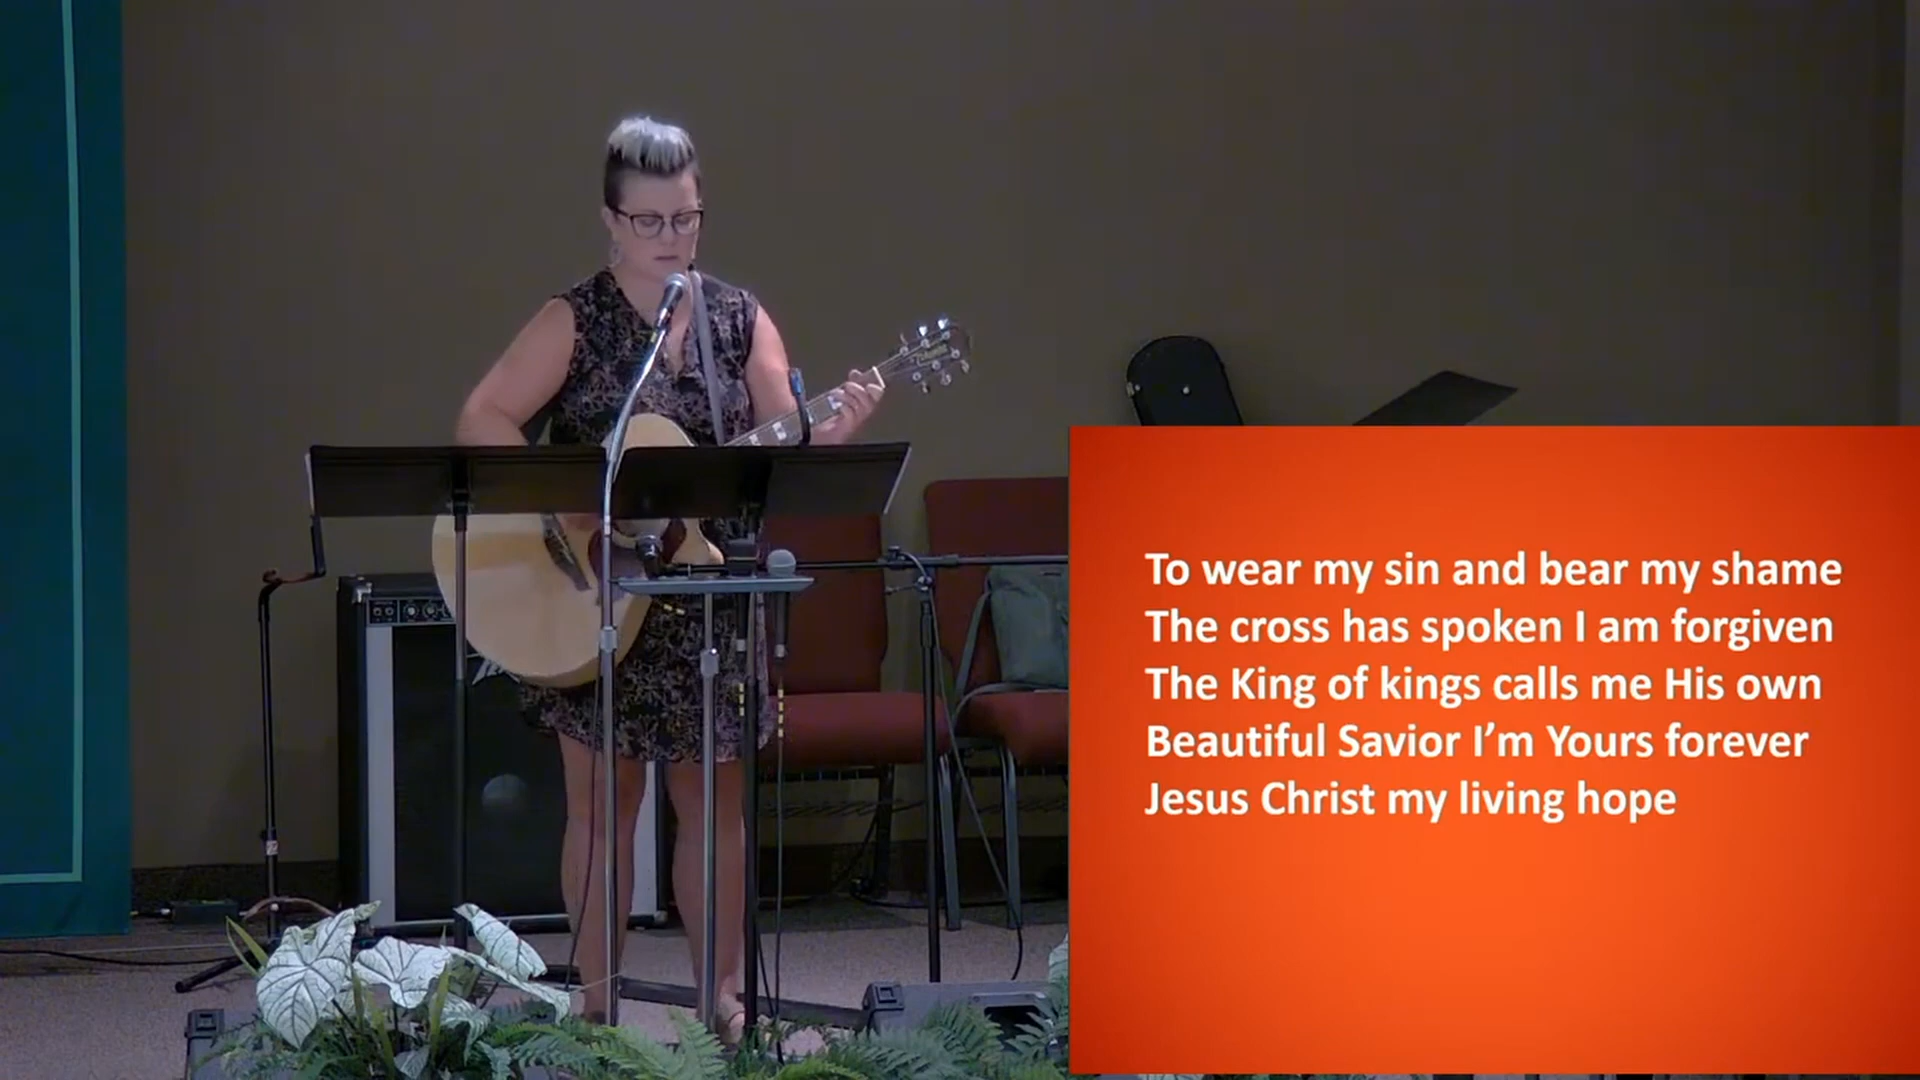 To wear my sin and bear my shame
The cross has spoken I am forgiven
The King of kings calls me His own
Beautiful Savior I’m Yours forever
Jesus Christ my living hope